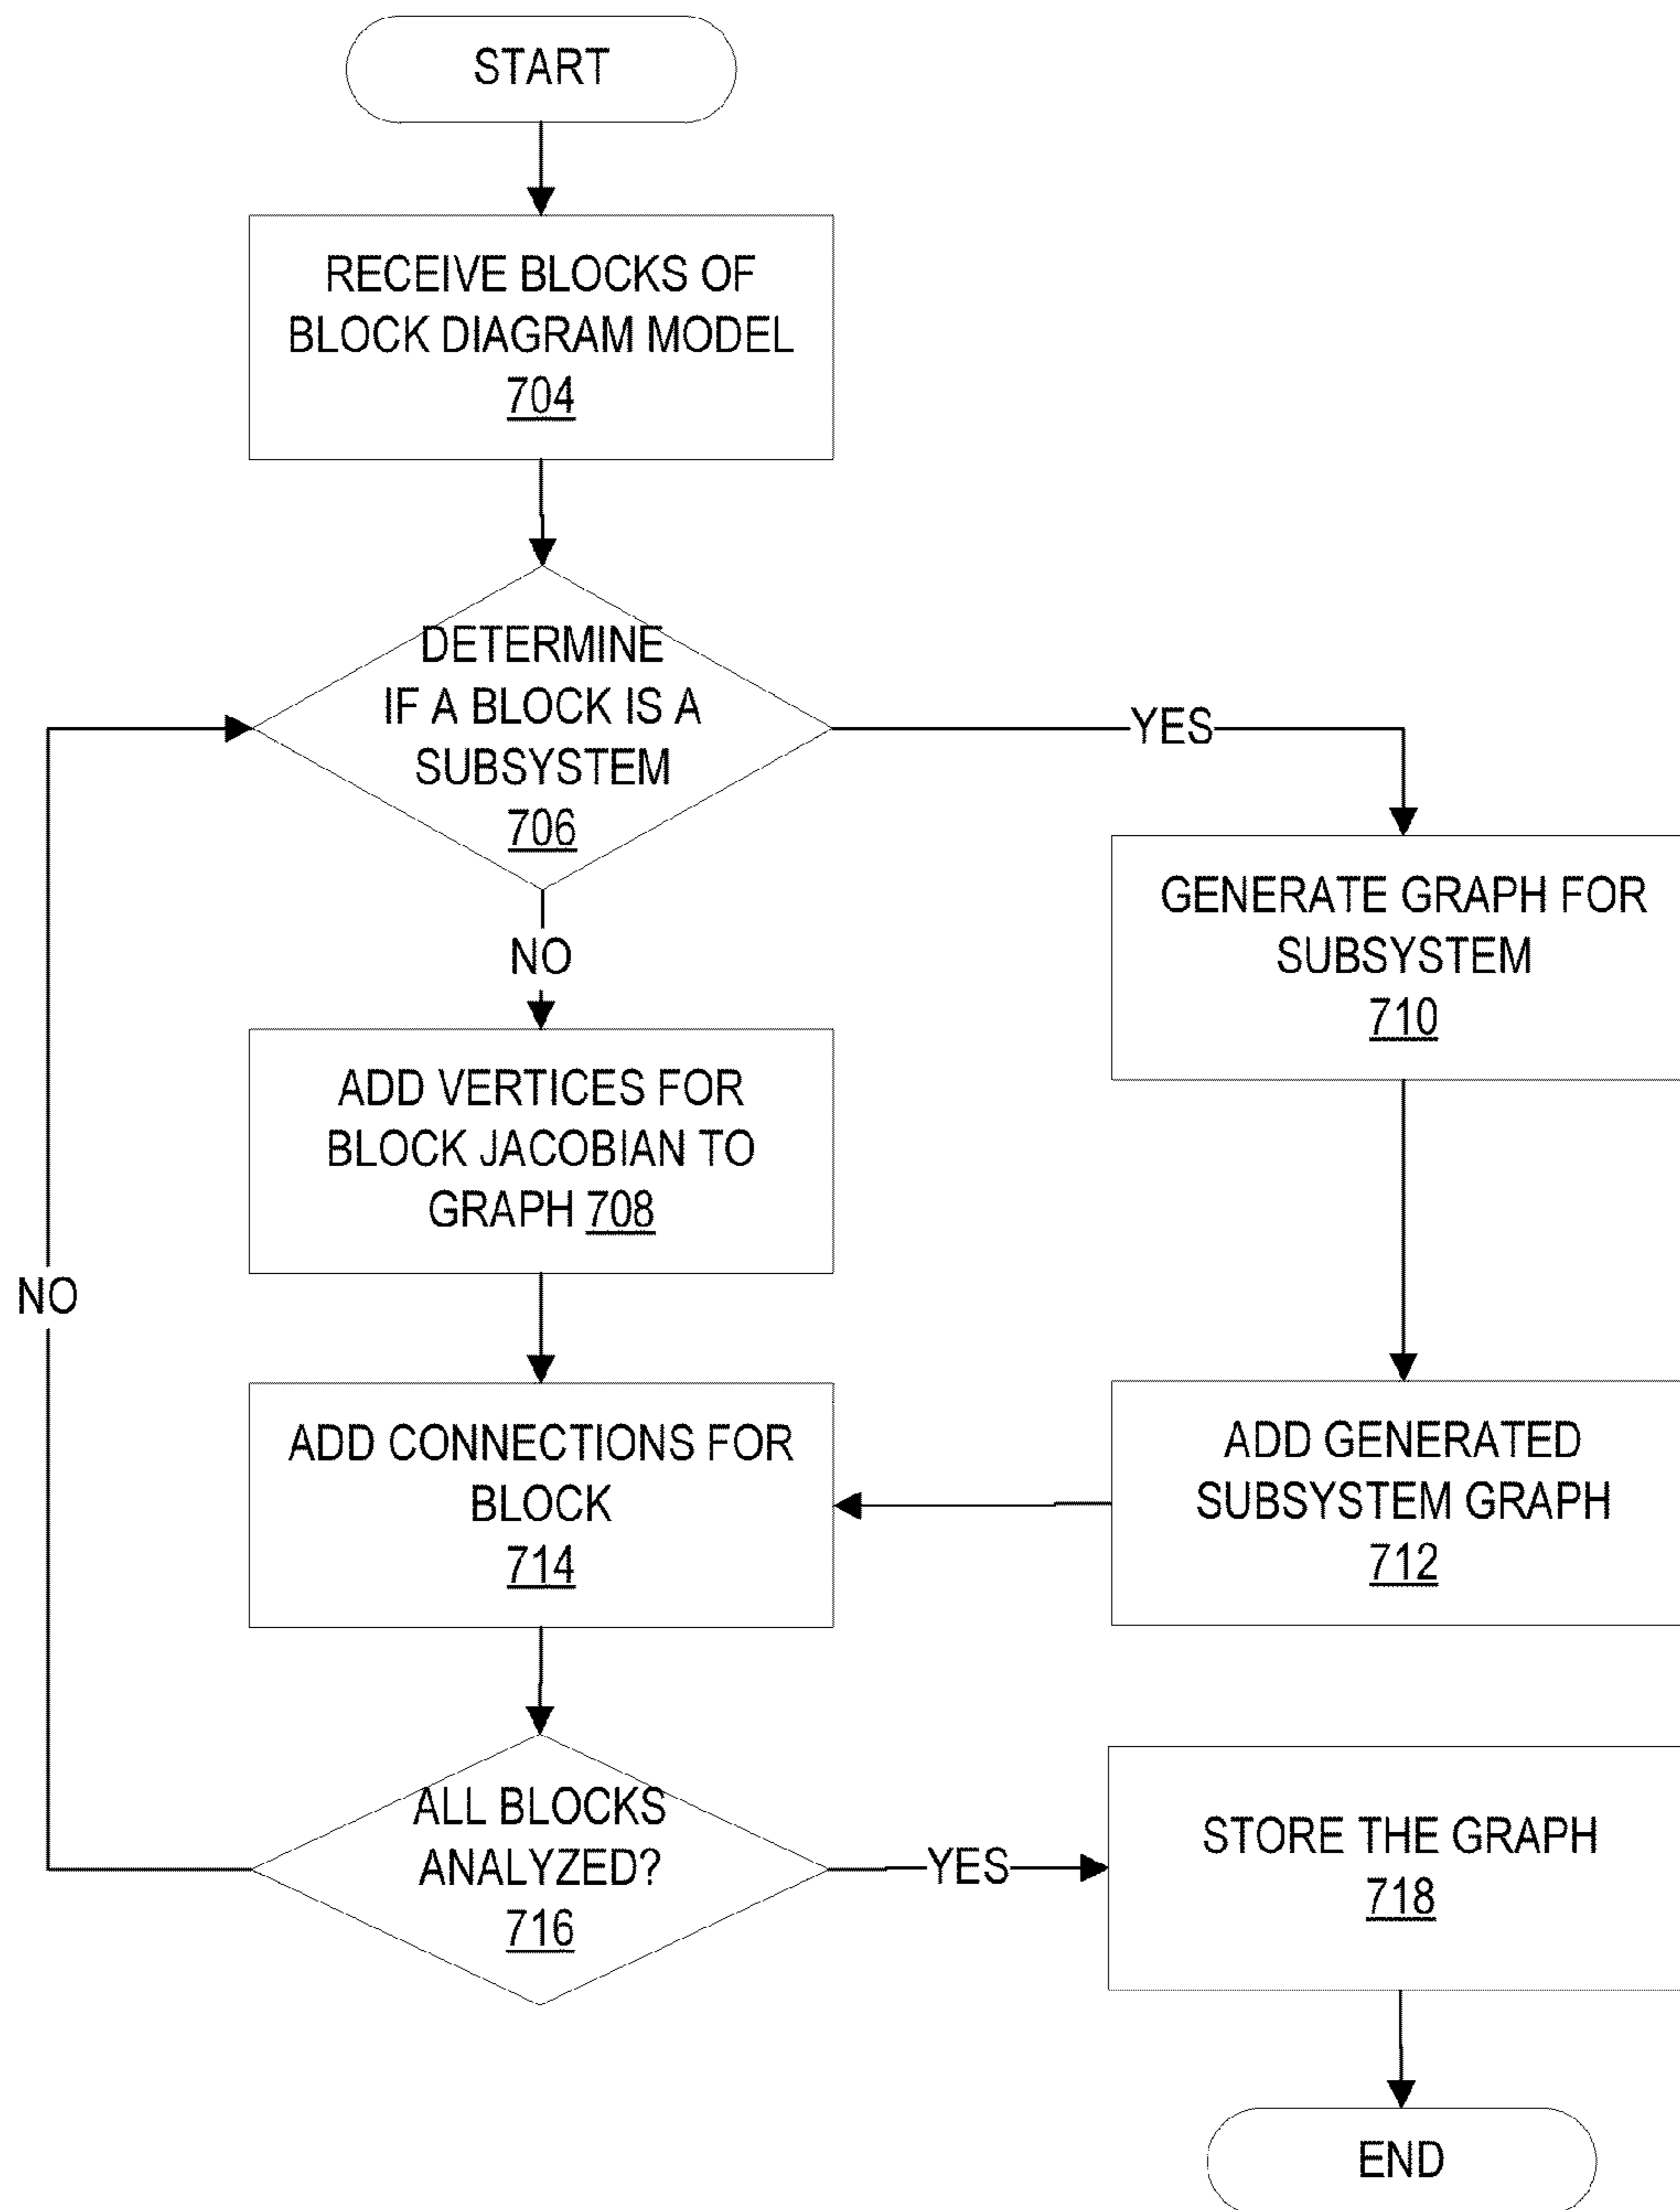 START
RECEIVE BLOCKS OF
BLOCK DIAGRAM MODEL
704
DETERMINE
IF A BLOCK IS A
SUBSYSTEM
706
YES
NO
GENERATE GRAPH FOR
SUBSYSTEM
710
ADD VERTICES FOR
BLOCK JACOBIAN TO
GRAPH 708
NO
ADD CONNECTIONS FOR
BLOCK
714
ADD GENERATED
SUBSYSTEM GRAPH
712
ALL BLOCKS
ANALYZED?
716
YES
STORE THE GRAPH
718
END